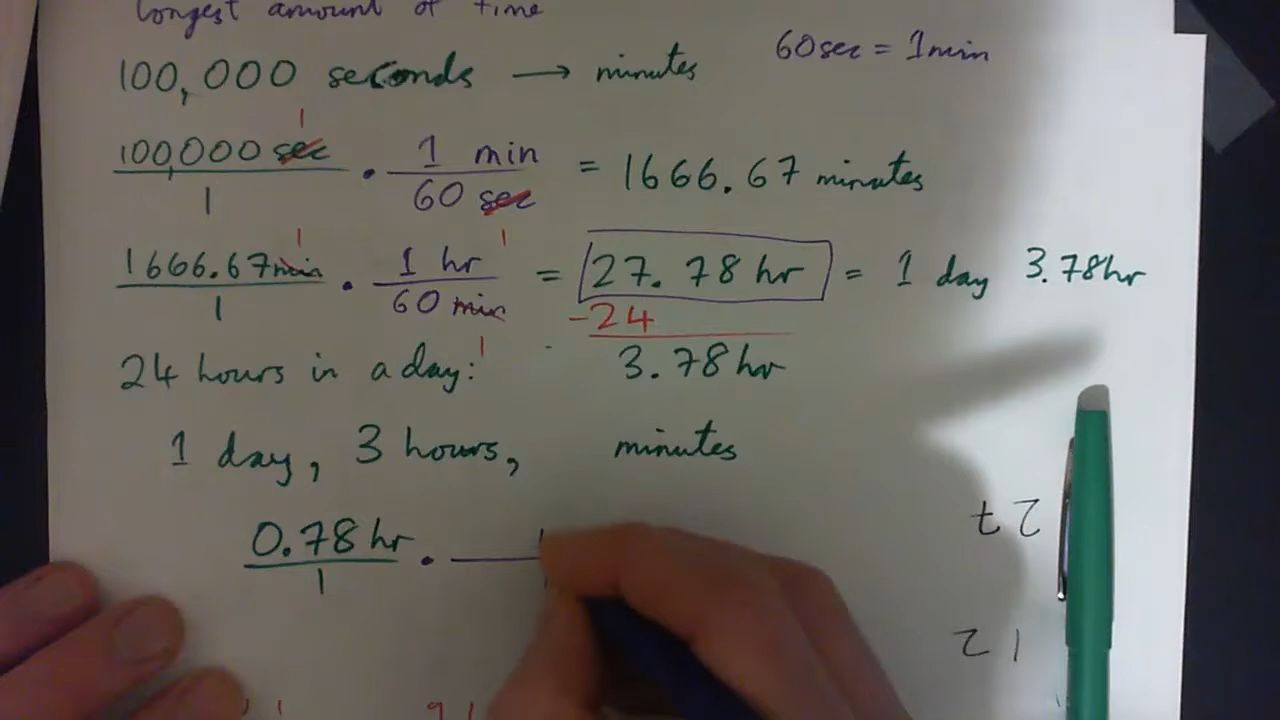 longest amount of time
60 sec = 1 min
100,000 seconds → minutes
100,000 sec / 1 · 1 min / 60 sec = 1666.67 minutes
1666.67 min / 1 · 1 hr / 60 min = 27.78 hr = 1 day 3.78 hr
-24
24 hours in a day: 3.78 hr
1 day, 3 hours, minutes
0.78 hr / 1 ·